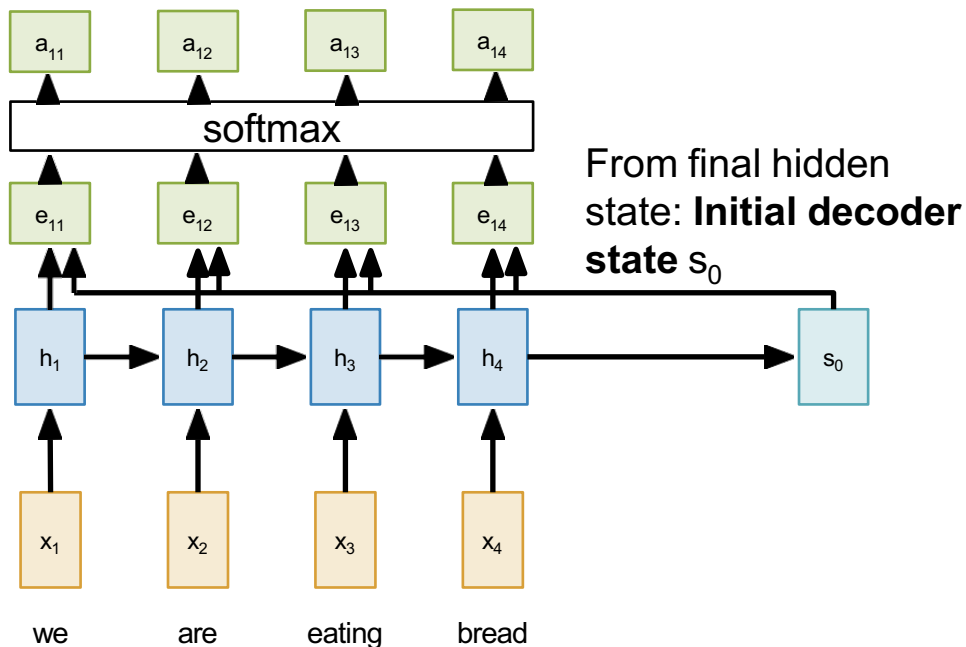 a₁₁ a₁₂ a₁₃ a₁₄
softmax
From final hidden
state: Initial decoder
state s₀
e₁₁ e₁₂ e₁₃ e₁₄
h₁ h₂ h₃ h₄ s₀
x₁ x₂ x₃ x₄
we are eating bread